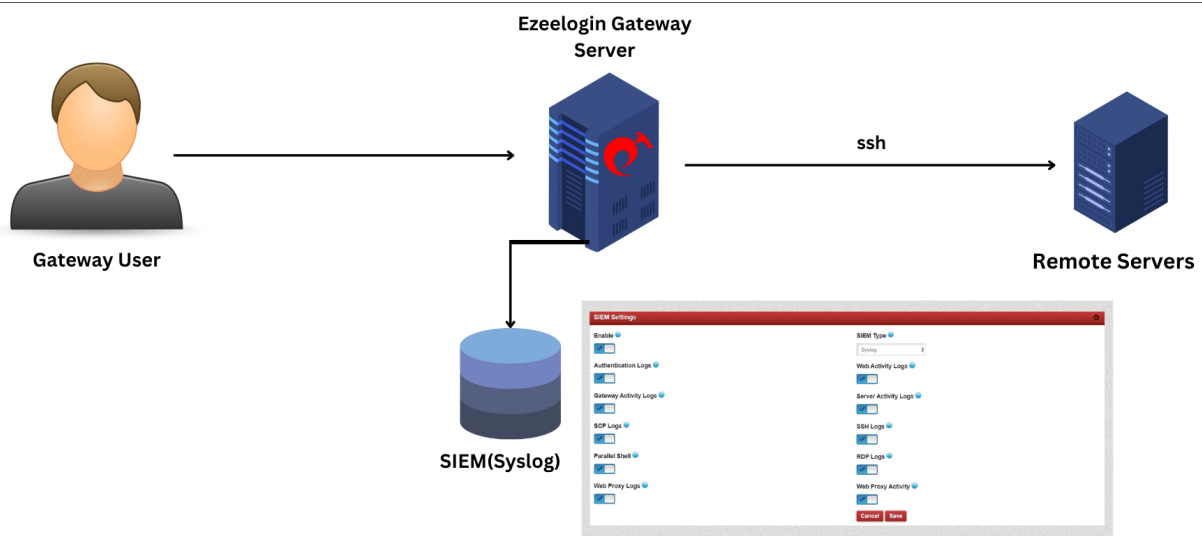 Ezeelogin Gateway
Server
ssh
Gateway User
Remote Servers
SIEM(Syslog)
SIEM Settings
Enable
SIEM Type
Syslog
Authentication Logs
Web Activity Logs
Gateway Activity Logs
Server Activity Logs
SCP Logs
SSH Logs
Parallel Shell
RDP Logs
Web Proxy Logs
Web Proxy Activity
Cancel Save